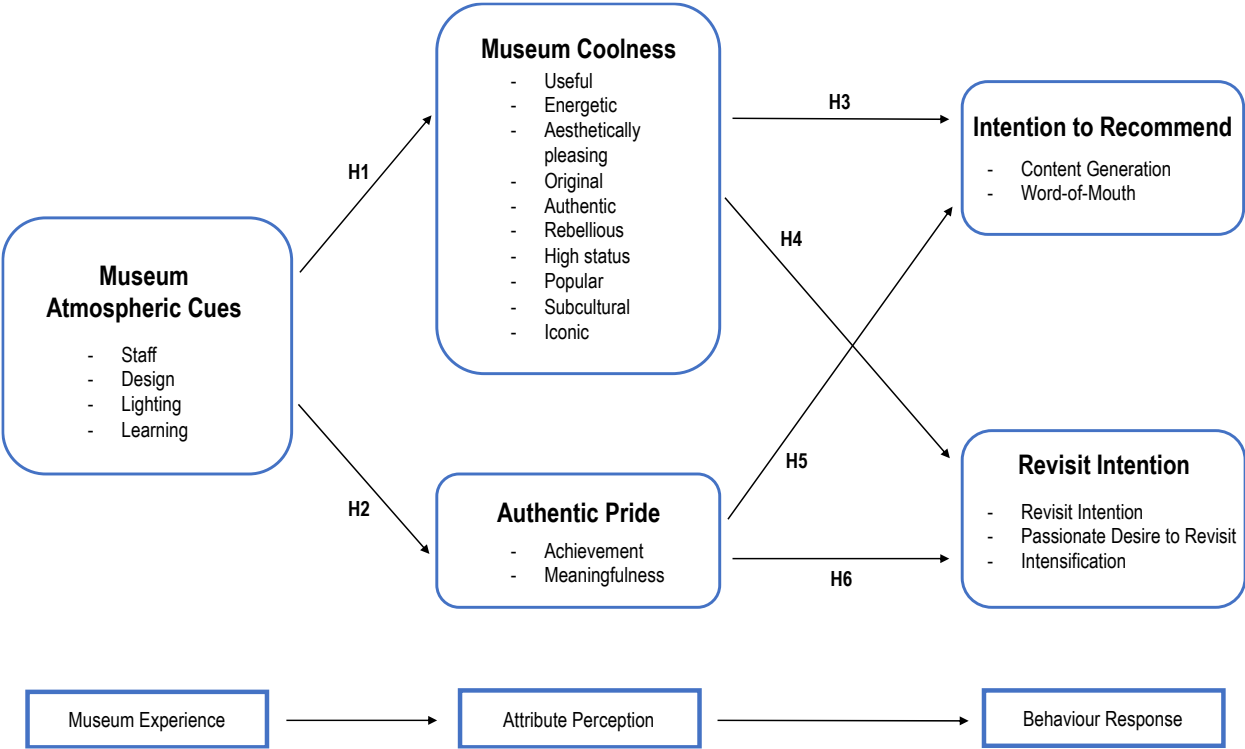 Museum
Atmospheric Cues
- Staff
- Design
- Lighting
- Learning
H1
H2
Museum Coolness
- Useful
- Energetic
- Aesthetically
pleasing
- Original
- Authentic
- Rebellious
- High status
- Popular
- Subcultural
- Iconic
Authentic Pride
- Achievement
- Meaningfulness
H3
H4
H5
H6
Intention to Recommend
- Content Generation
- Word-of-Mouth
Revisit Intention
- Revisit Intention
- Passionate Desire to Revisit
- Intensification
Museum Experience
Attribute Perception
Behaviour Response